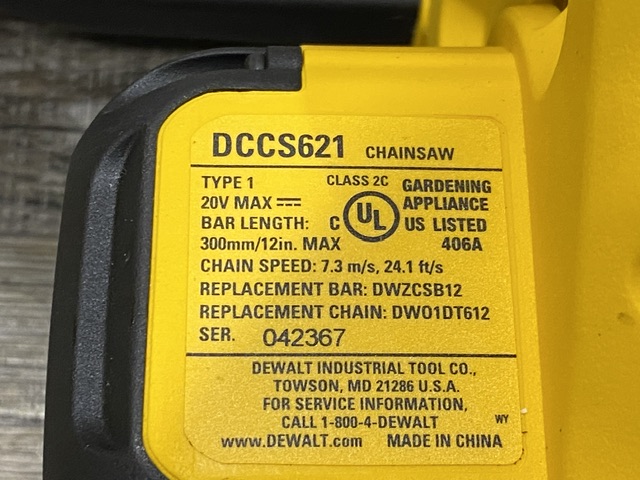 DCCS621 CHAINSAW
TYPE 1 CLASS 2C GARDENING
20V MAX ⎓ APPLIANCE
BAR LENGTH: C UL US LISTED
300mm/12in. MAX 406A
CHAIN SPEED: 7.3 m/s, 24.1 ft/s
REPLACEMENT BAR: DWZCSB12
REPLACEMENT CHAIN: DWO1DT612
SER. 042367
DEWALT INDUSTRIAL TOOL CO.,
TOWSON, MD 21286 U.S.A.
FOR SERVICE INFORMATION,
CALL 1-800-4-DEWALT WY
www.DEWALT.com MADE IN CHINA